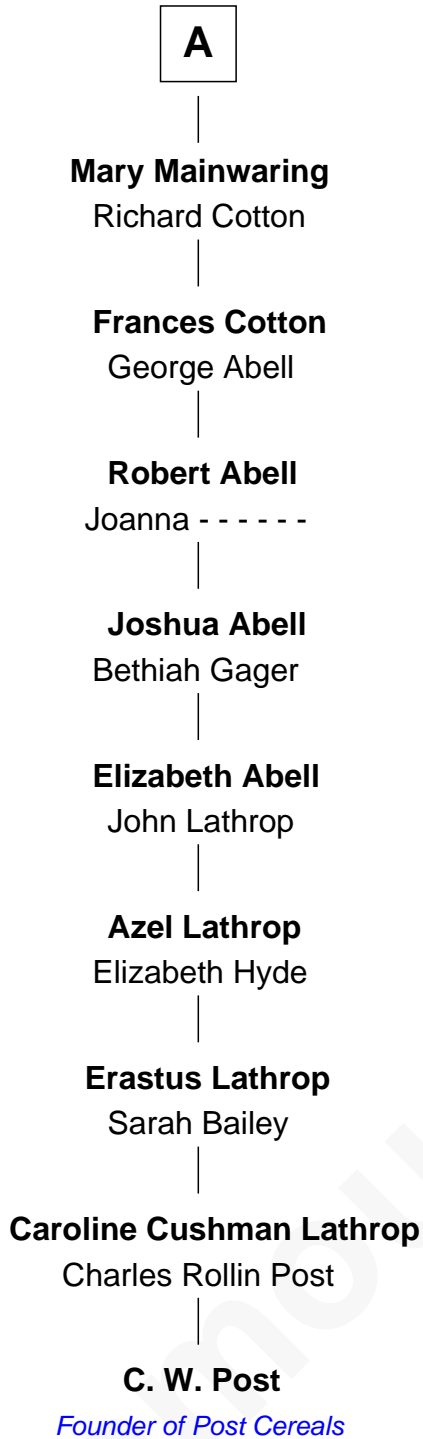 A
Mary Mainwaring
Richard Cotton
Frances Cotton
George Abell
Robert Abell
Joanna - - - - - -
Joshua Abell
Bethiah Gager
Elizabeth Abell
John Lathrop
Azel Lathrop
Elizabeth Hyde
Erastus Lathrop
Sarah Bailey
Caroline Cushman Lathrop
Charles Rollin Post
C. W. Post
Founder of Post Cereals